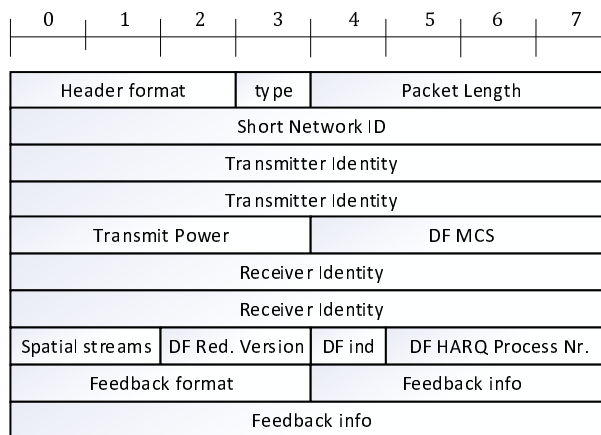 0 1 2 3 4 5 6 7
Header format type Packet Length
Short Network ID
Transmitter Identity
Transmitter Identity
Transmit Power DF MCS
Receiver Identity
Receiver Identity
Spatial streams DF Red. Version DF ind DF HARQ Process Nr.
Feedback format Feedback info
Feedback info